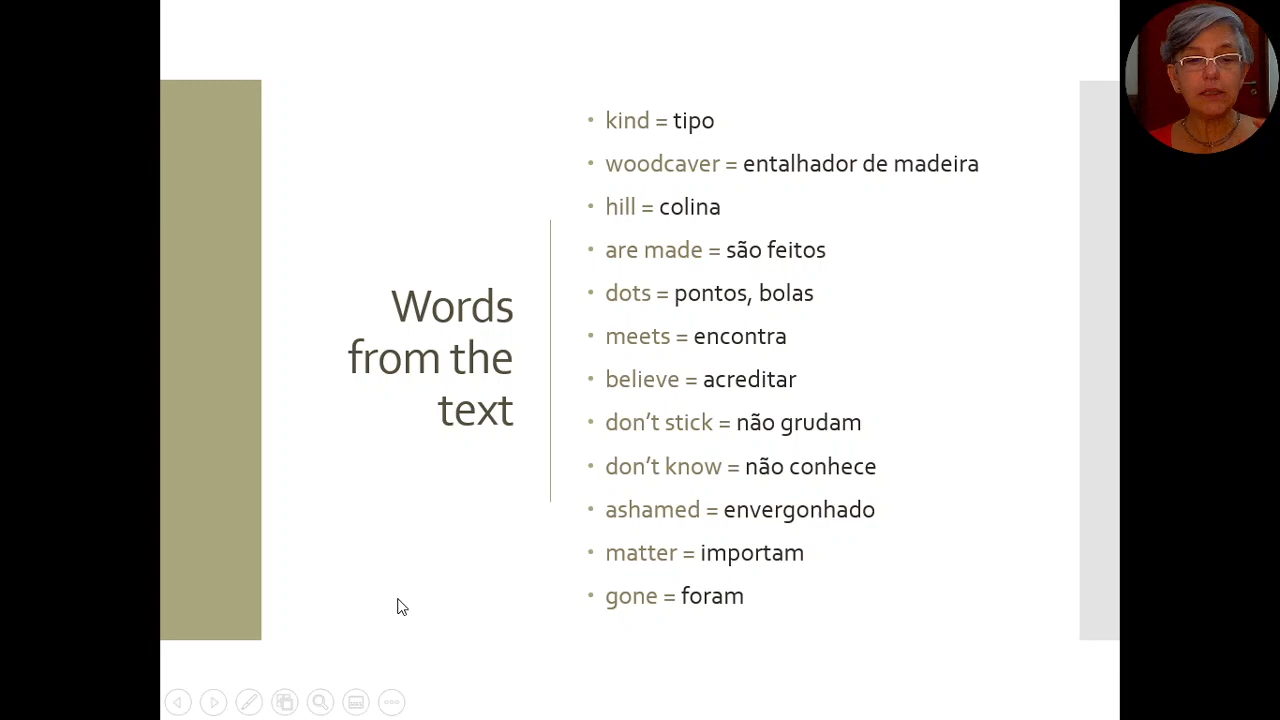 Words
from the
text
• kind = tipo
• woodcaver = entalhador de madeira
• hill = colina
• are made = são feitos
• dots = pontos, bolas
• meets = encontra
• believe = acreditar
• don’t stick = não grudam
• don’t know = não conhece
• ashamed = envergonhado
• matter = importam
• gone = foram